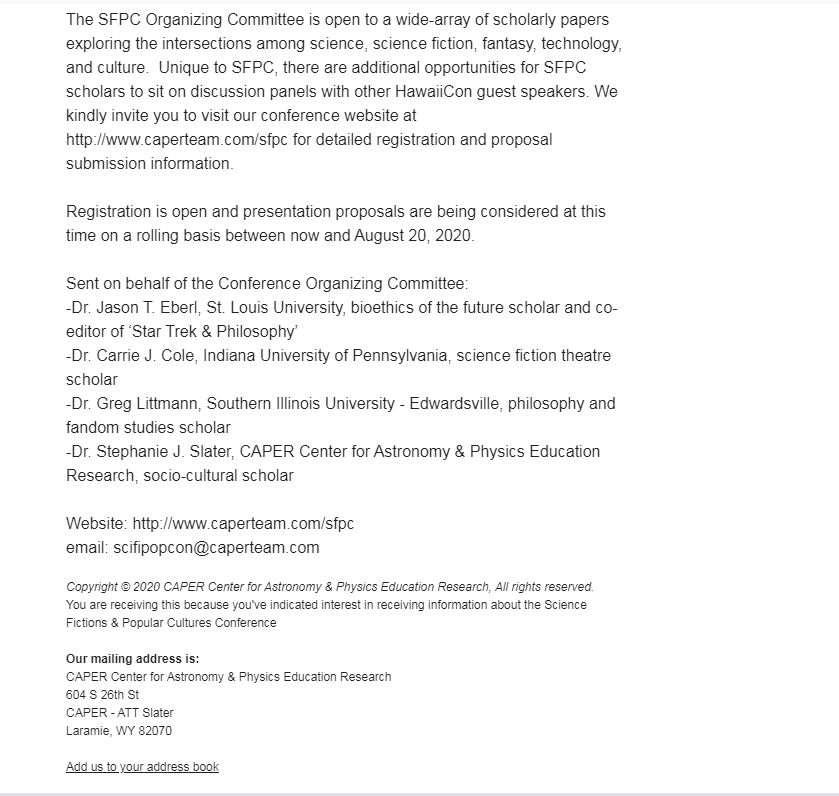 The SFPC Organizing Committee is open to a wide-array of scholarly papers
exploring the intersections among science, science fiction, fantasy, technology,
and culture.  Unique to SFPC, there are additional opportunities for SFPC
scholars to sit on discussion panels with other HawaiiCon guest speakers. We
kindly invite you to visit our conference website at
http://www.caperteam.com/sfpc for detailed registration and proposal
submission information.

Registration is open and presentation proposals are being considered at this
time on a rolling basis between now and August 20, 2020.

Sent on behalf of the Conference Organizing Committee:
-Dr. Jason T. Eberl, St. Louis University, bioethics of the future scholar and co-
editor of ‘Star Trek & Philosophy’
-Dr. Carrie J. Cole, Indiana University of Pennsylvania, science fiction theatre
scholar
-Dr. Greg Littmann, Southern Illinois University - Edwardsville, philosophy and
fandom studies scholar
-Dr. Stephanie J. Slater, CAPER Center for Astronomy & Physics Education
Research, socio-cultural scholar

Website: http://www.caperteam.com/sfpc
email: scifipopcon@caperteam.com

Copyright © 2020 CAPER Center for Astronomy & Physics Education Research, All rights reserved.
You are receiving this because you've indicated interest in receiving information about the Science
Fictions & Popular Cultures Conference

Our mailing address is:
CAPER Center for Astronomy & Physics Education Research
604 S 26th St
CAPER - ATT Slater
Laramie, WY 82070

Add us to your address book